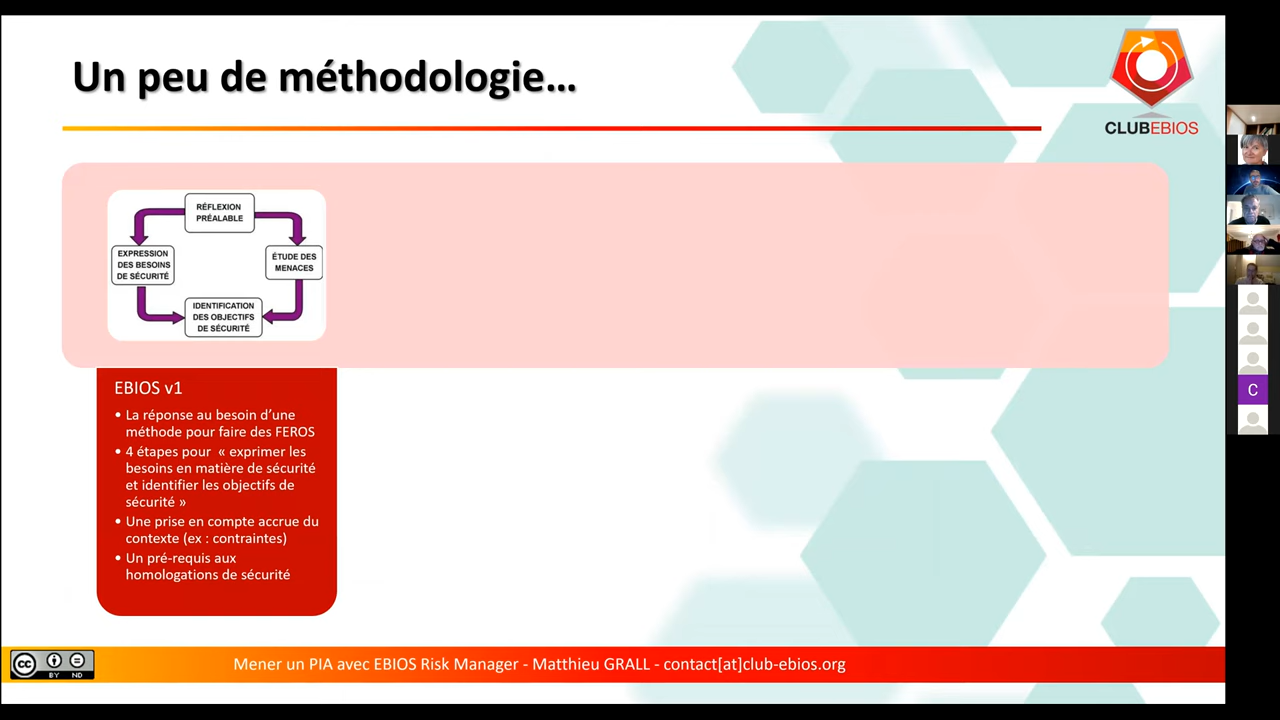 Un peu de méthodologie...
CLUBEBIOS
RÉFLEXION
PRÉALABLE
EXPRESSION
DES BESOINS
DE SÉCURITÉ
ÉTUDE DES
MENACES
IDENTIFICATION
DES OBJECTIFS
DE SÉCURITÉ
EBIOS v1
• La réponse au besoin d'une
méthode pour faire des FEROS
• 4 étapes pour « exprimer les
besoins en matière de sécurité
et identifier les objectifs de
sécurité »
• Une prise en compte accrue du
contexte (ex : contraintes)
• Un pré-requis aux
homologations de sécurité
C
cc
BY ND
Mener un PIA avec EBIOS Risk Manager - Matthieu GRALL - contact[at]club-ebios.org